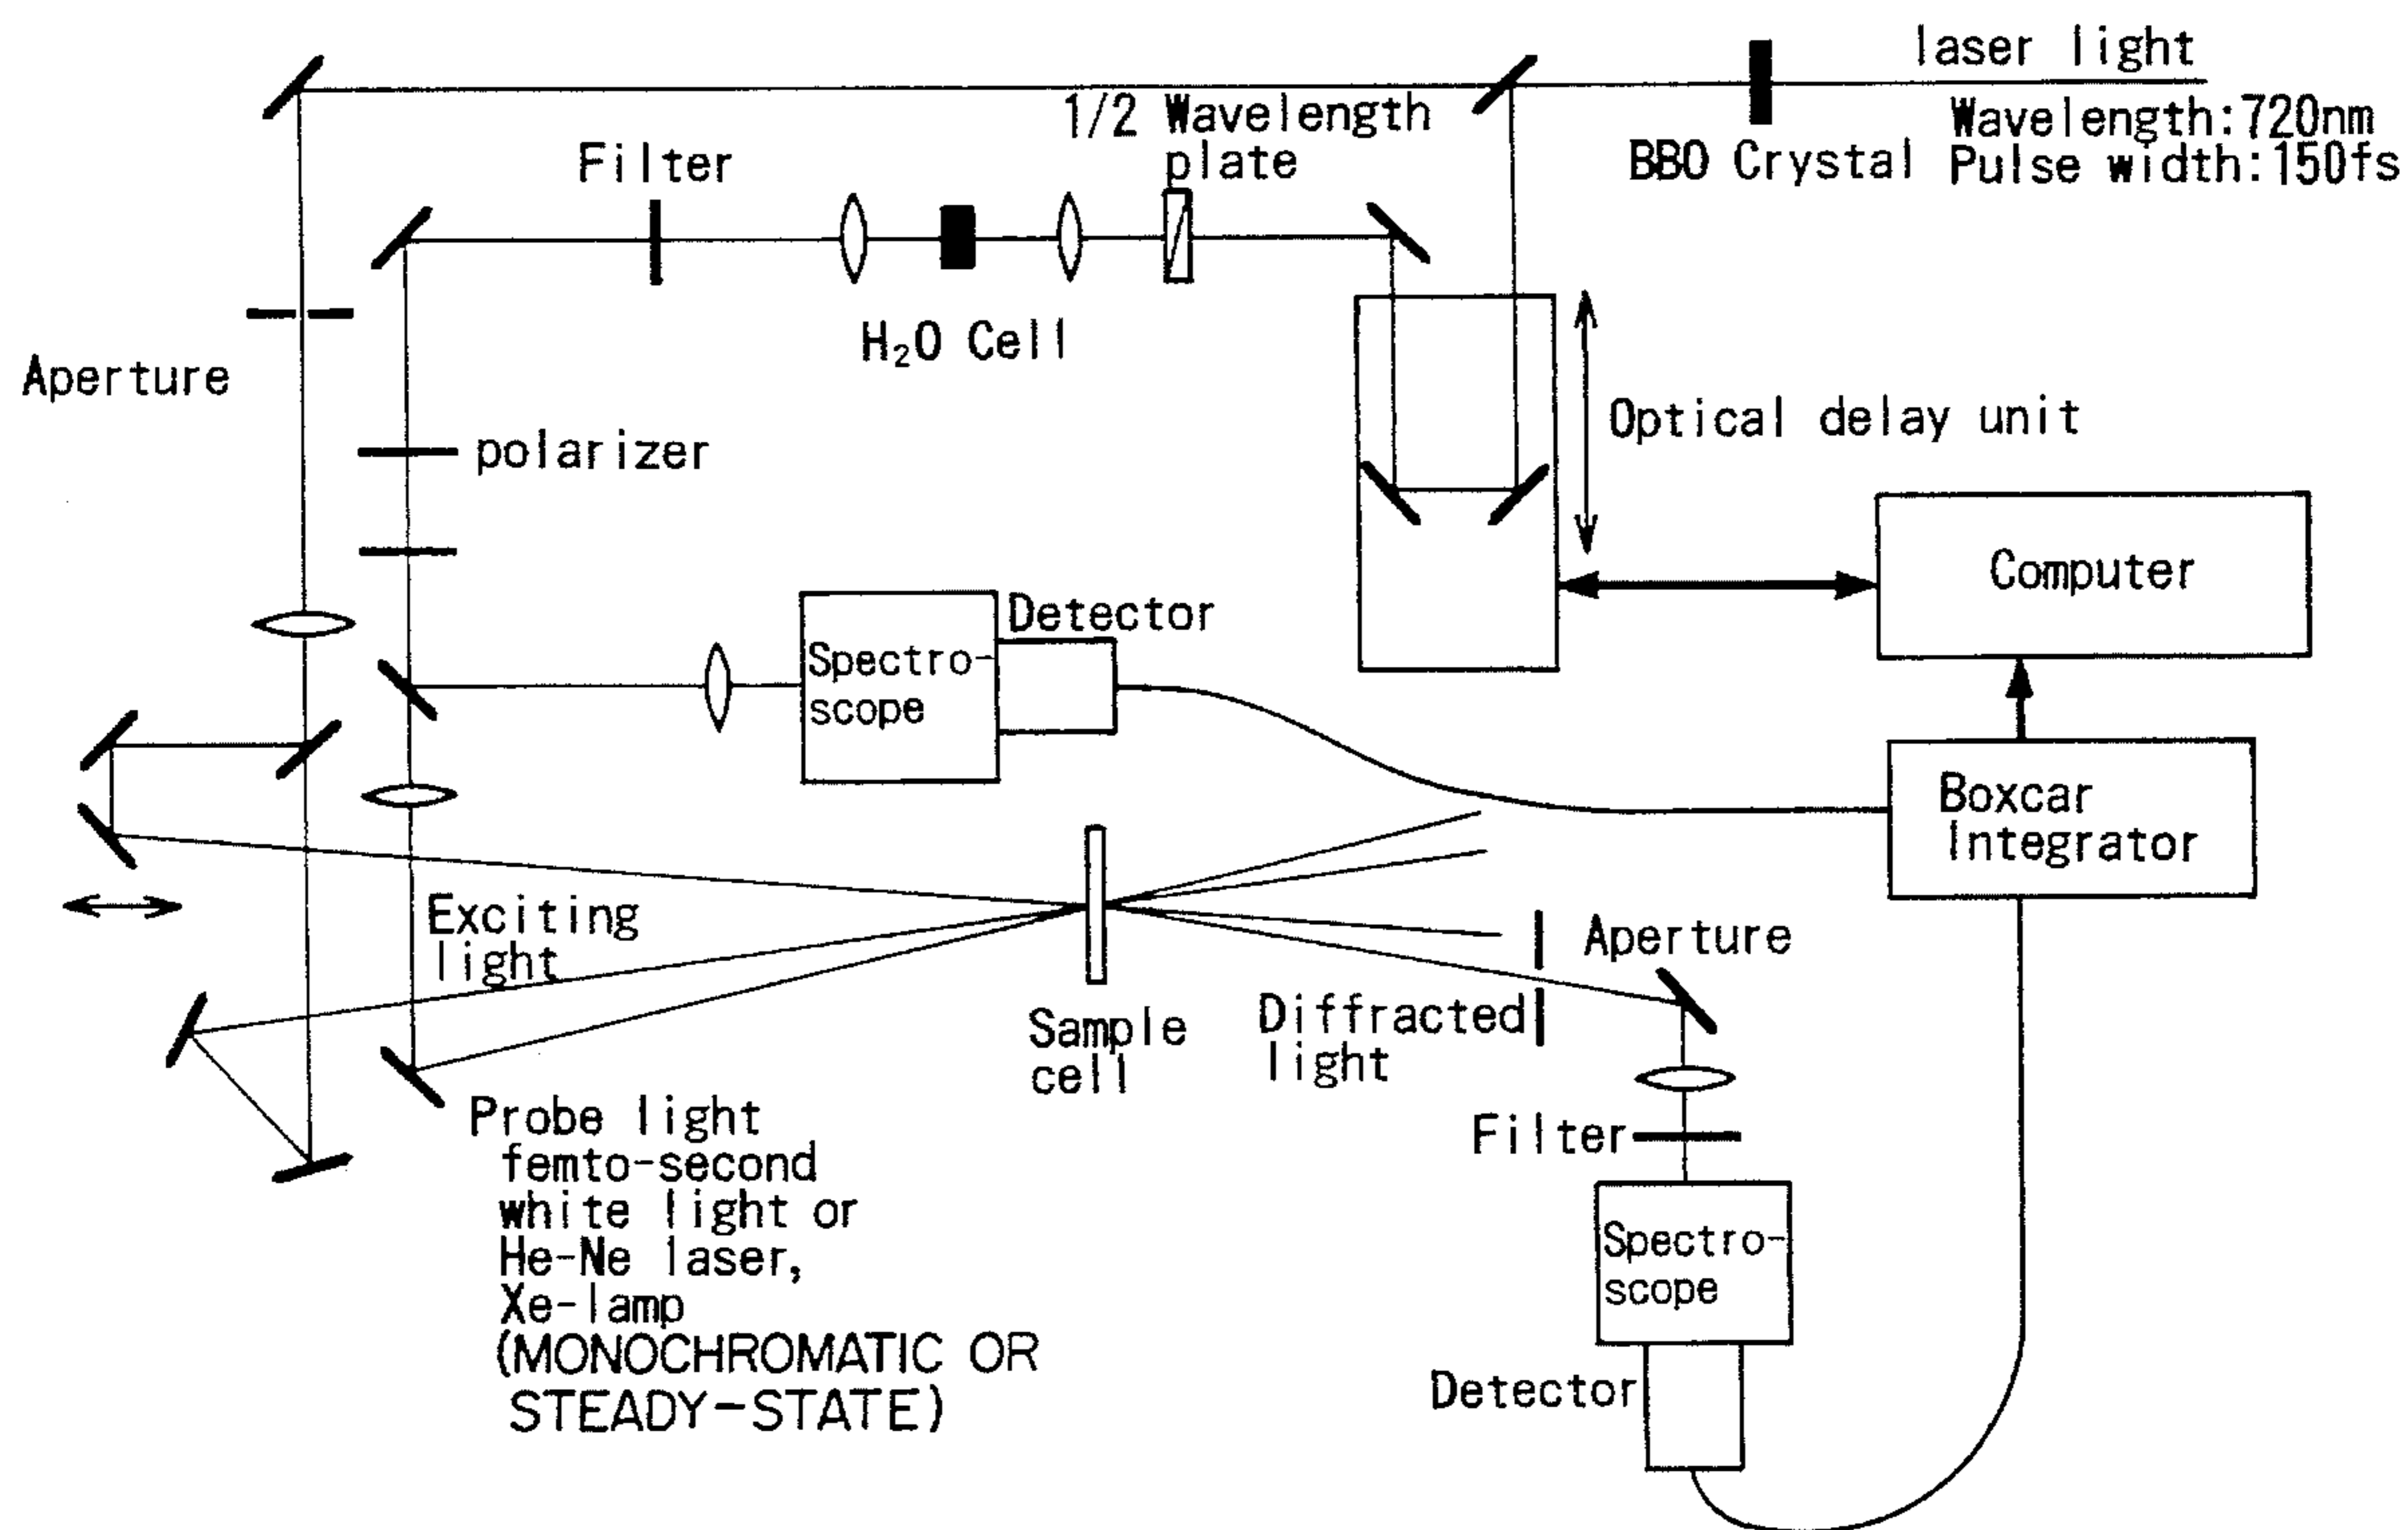 laser light
Wavelength:720nm
Pulse width:150fs
BBO Crystal
1/2 Wavelength
plate
Filter
H₂O Cell
Aperture
polarizer
Optical delay unit
Computer
Detector
Spectro-
scope
Boxcar
Integrator
Exciting
light
Aperture
Sample
cell
Diffracted
light
Probe light
femto-second
white light or
He-Ne laser,
Xe-lamp
(MONOCHROMATIC OR
STEADY-STATE)
Filter
Spectro-
scope
Detector